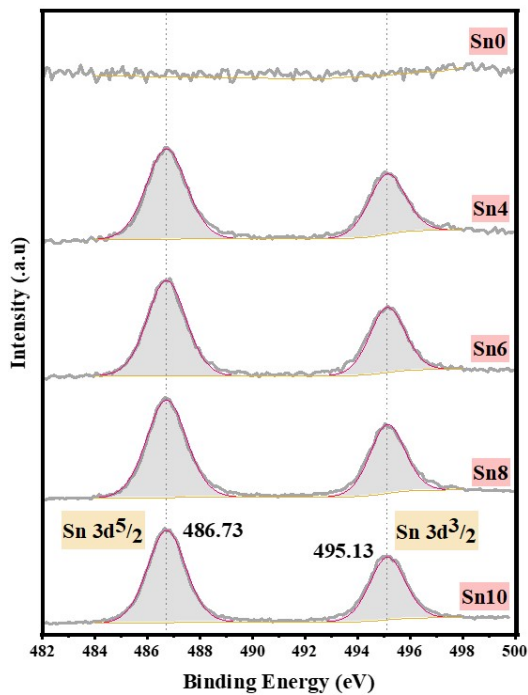 Sn0
Sn4
Sn6
Sn8
Sn 3d5/2
486.73
Sn 3d3/2
495.13
Sn10
Intensity (.a.u)
482 484 486 488 490 492 494 496 498 500
Binding Energy (eV)